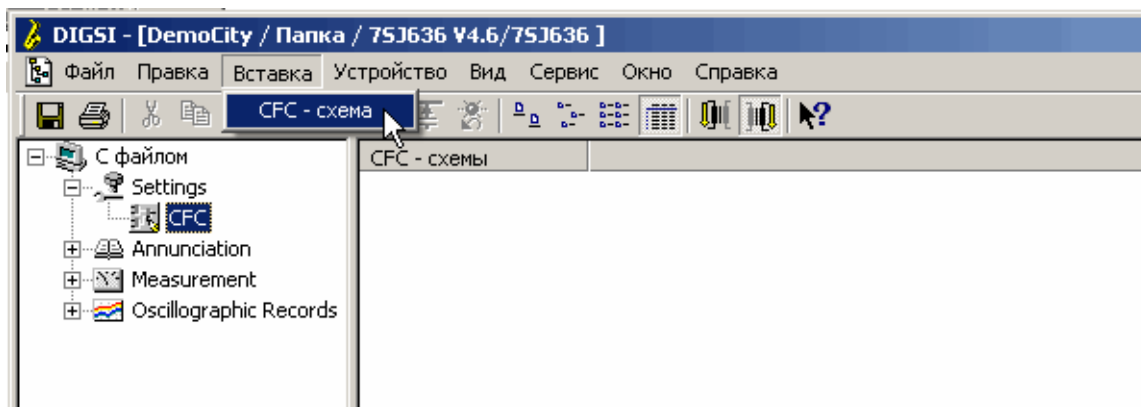 DIGSI - [DemoCity / Папка / 7SJ636 V4.6/7SJ636 ]
Файл Правка Вставка Устройство Вид Сервис Окно Справка
CFC - схема
С файлом
CFC - схемы
Settings
CFC
Annunciation
Measurement
Oscillographic Records